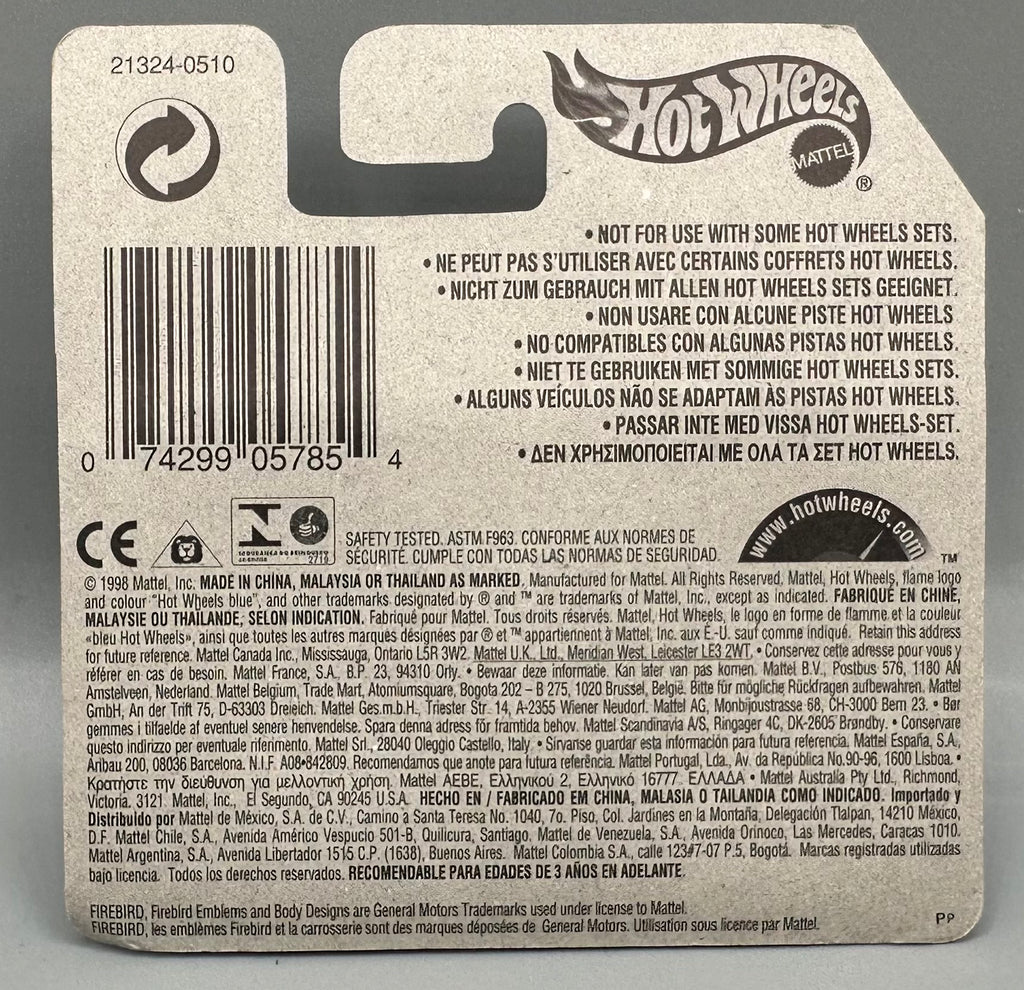 21324-0510
HOT WHEELS
MATTEL
®
• NOT FOR USE WITH SOME HOT WHEELS SETS.
• NE PEUT PAS S'UTILISER AVEC CERTAINS COFFRETS HOT WHEELS.
• NICHT ZUM GEBRAUCH MIT ALLEN HOT WHEELS SETS GEEIGNET.
• NON USARE CON ALCUNE PISTE HOT WHEELS
• NO COMPATIBLES CON ALGUNAS PISTAS HOT WHEELS.
• NIET TE GEBRUIKEN MET SOMMIGE HOT WHEELS SETS.
• ALGUNS VEÍCULOS NÃO SE ADAPTAM ÀS PISTAS HOT WHEELS.
• PASSAR INTE MED VISSA HOT WHEELS-SET.
• ΔΕΝ ΧΡΗΣΙΜΟΠΟΙΕΙΤΑΙ ΜΕ ΟΛΑ ΤΑ ΣΕΤ HOT WHEELS.
0 74299 05785 4
CE
2718
SAFETY TESTED. ASTM F963. CONFORME AUX NORMES DE
SÉCURITÉ. CUMPLE CON TODAS LAS NORMAS DE SEGURIDAD.
www.hotwheels.com
™
© 1998 Mattel, Inc. MADE IN CHINA, MALAYSIA OR THAILAND AS MARKED. Manufactured for Mattel. All Rights Reserved. Mattel, Hot Wheels, flame logo
and colour "Hot Wheels blue", and other trademarks designated by ® and ™ are trademarks of Mattel, Inc., except as indicated. FABRIQUÉ EN CHINE,
MALAYSIE OU THAÏLANDE, SELON INDICATION. Fabriqué pour Mattel. Tous droits réservés. Mattel, Hot Wheels, le logo en forme de flamme et la couleur
«bleu Hot Wheels», ainsi que toutes les autres marques désignées par ® et ™ appartiennent à Mattel, Inc. aux É.-U. sauf comme indiqué. Retain this address
for future reference. Mattel Canada Inc., Mississauga, Ontario L5R 3W2. Mattel U.K. Ltd., Meridian West, Leicester LE3 2WT. • Conservez cette adresse pour vous y
référer en cas de besoin. Mattel France, S.A., B.P. 23, 94310 Orly. • Bewaar deze informatie. Kan later van pas komen. Mattel B.V., Postbus 576, 1180 AN
Amstelveen, Nederland. Mattel Belgium, Trade Mart, Atomiumsquare, Bogota 202 – B 275, 1020 Brussel, België. Bitte für mögliche Rückfragen aufbewahren. Mattel
GmbH, An der Trift 75, D-63303 Dreieich. Mattel Ges.m.b.H., Triester Str. 14, A-2355 Wiener Neudorf. Mattel AG, Monbijoustrasse 68, CH-3000 Bern 23. • Bør
gemmes i tilfælde af eventuel senere henvendelse. Spara denna adress för framtida behov. Mattel Scandinavia A/S, Ringager 4C, DK-2605 Brøndby. • Conservare
questo indirizzo per eventuale riferimento. Mattel Srl., 28040 Oleggio Castello, Italy. • Sirvanse guardar esta información para futura referencia. Mattel España, S.A.,
Aribau 200, 08036 Barcelona. N.I.F. A08•842809. Recomendamos que anote para futura referência. Mattel Portugal, Lda., Av. da República No.90-96, 1600 Lisboa. •
Κρατήστε την διεύθυνση για μελλοντική χρήση. Mattel AEBE, Ελληνικού 2, Ελληνικό 16777. ΕΛΛΑΔΑ • Mattel Australia Pty Ltd., Richmond,
Victoria. 3121. Mattel, Inc., El Segundo, CA 90245 U.S.A. HECHO EN / FABRICADO EM CHINA, MALASIA O TAILANDIA COMO INDICADO. Importado y
Distribuido por Mattel de México, S.A. de C.V., Camino a Santa Teresa No. 1040, 7o. Piso, Col. Jardines en la Montaña, Delegación Tlalpan, 14210 México,
D.F. Mattel Chile, S.A., Avenida Américo Vespucio 501-B, Quilicura, Santiago. Mattel de Venezuela, S.A., Avenida Orinoco, Las Mercedes, Caracas 1010.
Mattel Argentina, S.A., Avenida Libertador 1515 C.P. (1638), Buenos Aires. Mattel Colombia S.A., calle 123#7-07 P.5, Bogotá. Marcas registradas utilizadas
bajo licencia. Todos los derechos reservados. RECOMENDABLE PARA EDADES DE 3 AÑOS EN ADELANTE.
FIREBIRD, Firebird Emblems and Body Designs are General Motors Trademarks used under license to Mattel.
FIREBIRD, les emblèmes Firebird et la carrosserie sont des marques déposées de General Motors. Utilisation sous licence par Mattel.
PP